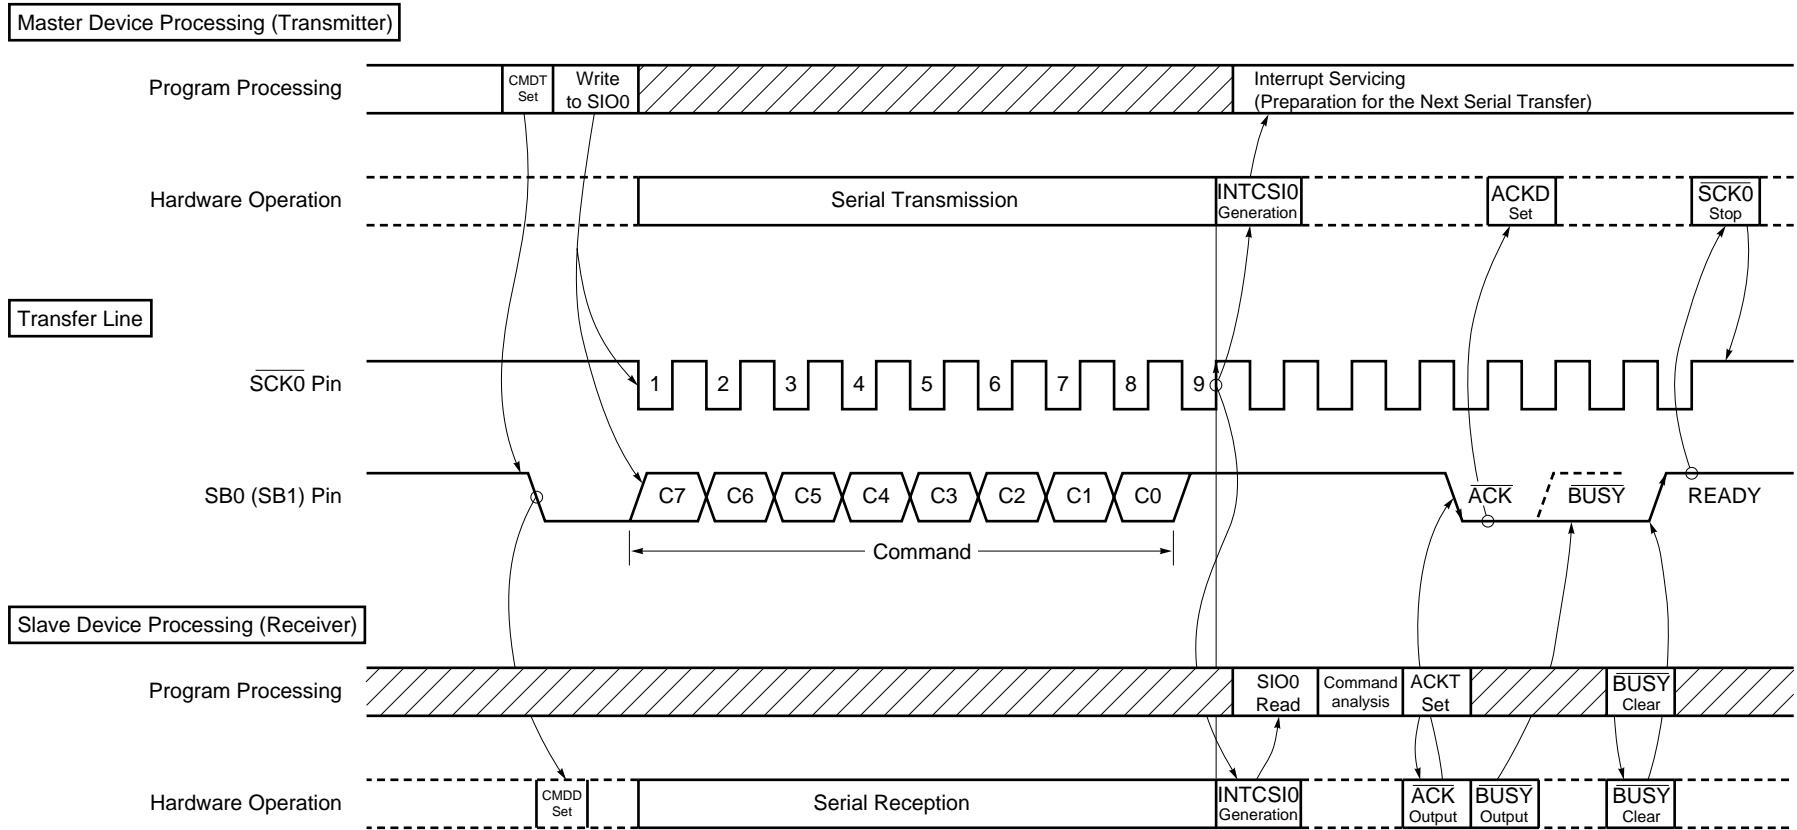 Master Device Processing (Transmitter)
Program Processing
CMDT
Set
Write
to SIO0
Interrupt Servicing
(Preparation for the Next Serial Transfer)
Hardware Operation
Serial Transmission
INTCSI0
Generation
ACKD
Set
SCK0
Stop
Transfer Line
SCK0 Pin
1 2 3 4 5 6 7 8 9
SB0 (SB1) Pin
C7 C6 C5 C4 C3 C2 C1 C0
ACK
BUSY
READY
Command
Slave Device Processing (Receiver)
Program Processing
SIO0
Read
Command
analysis
ACKT
Set
BUSY
Clear
Hardware Operation
CMDD
Set
Serial Reception
INTCSI0
Generation
ACK
Output
BUSY
Output
BUSY
Clear